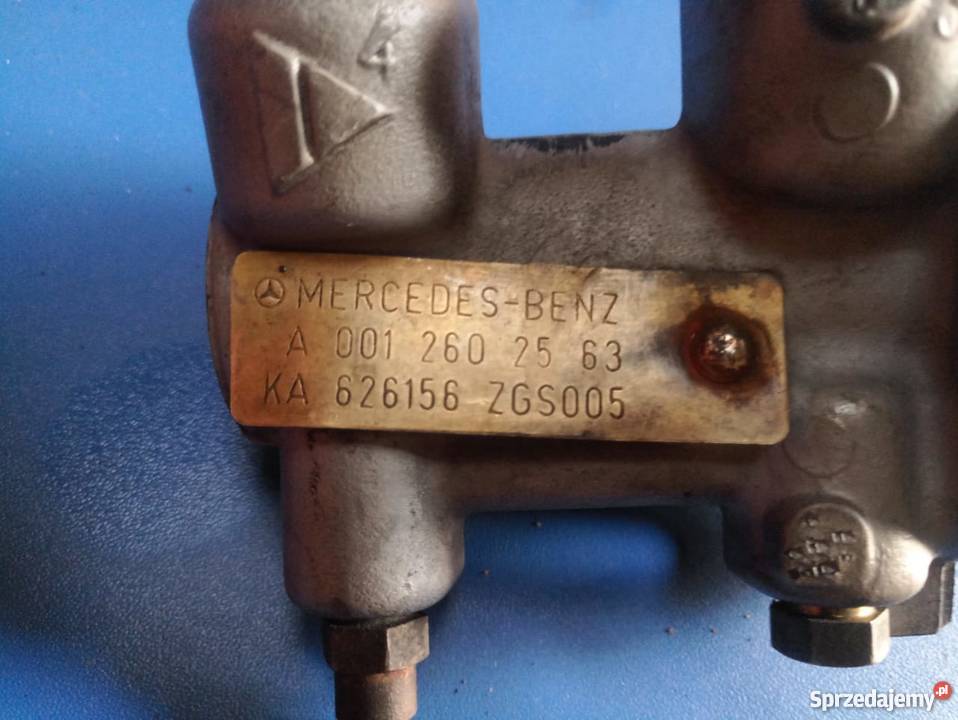 4
MERCEDES-BENZ
A 001 260 25 63
KA 626156 ZGS005
Sprzedajemy.pl